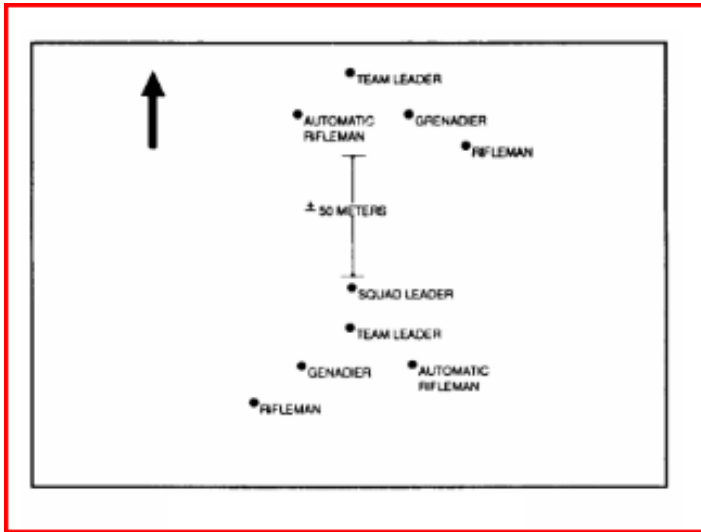 TEAM LEADER
AUTOMATIC
RIFLEMAN
GRENADIER
RIFLEMAN
± 50 METERS
SQUAD LEADER
TEAM LEADER
GENADIER
AUTOMATIC
RIFLEMAN
RIFLEMAN